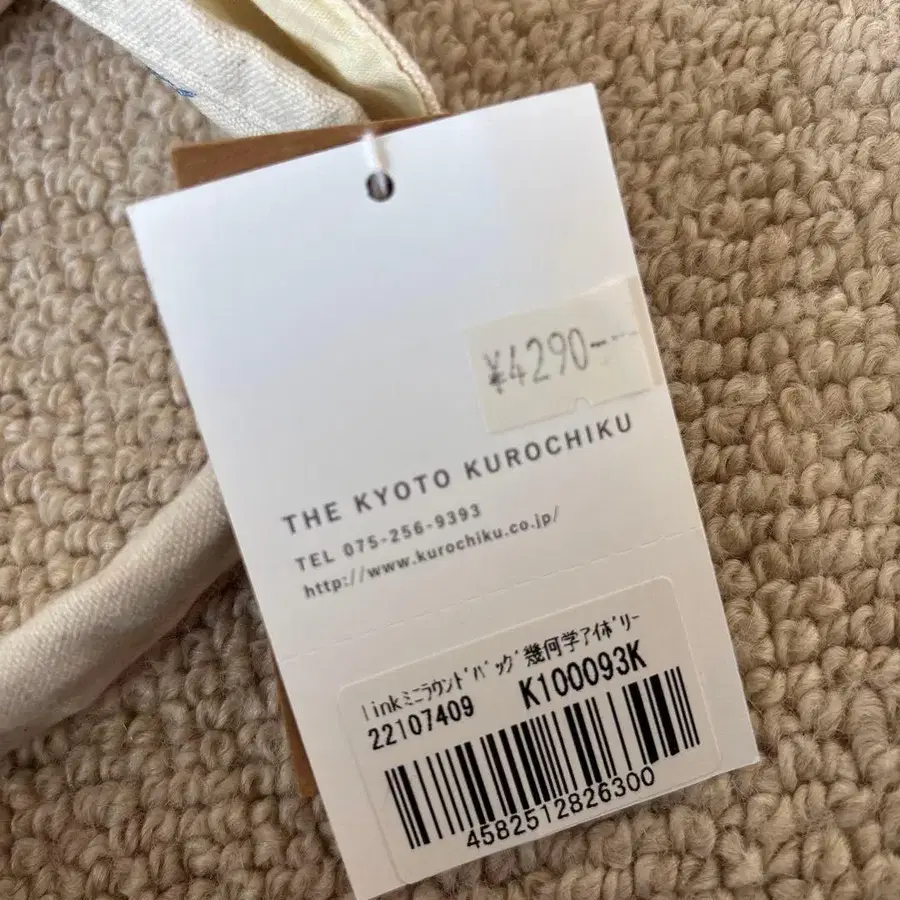 ¥4290-
THE KYOTO KUROCHIKU
TEL 075-256-9393
http://www.kurochiku.co.jp/
linkミニラウンドバッグ幾何学アイボリー
22107409 K100093K
4582512826300